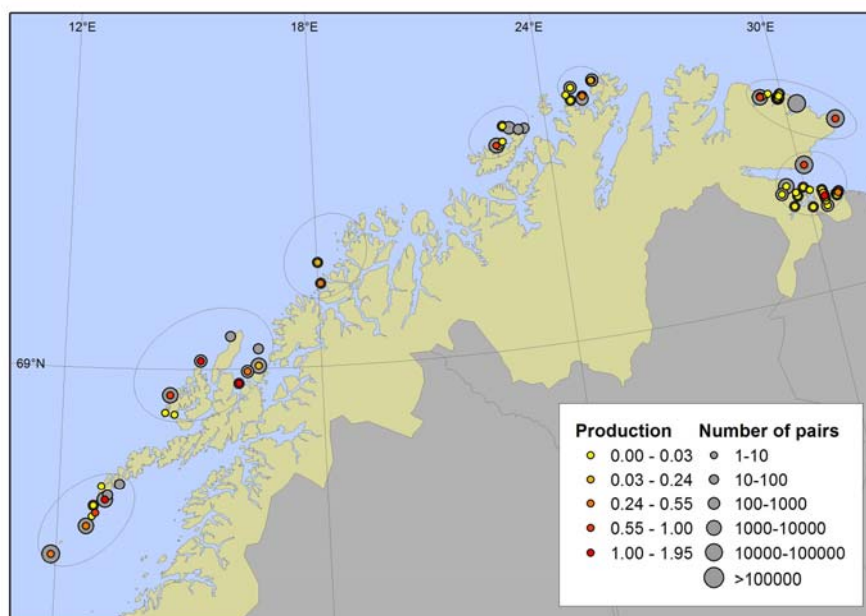 12°E 18°E 24°E 30°E
69°N
Production Number of pairs
0.00 - 0.03 1-10
0.03 - 0.24 10-100
0.24 - 0.55 100-1000
0.55 - 1.00 1000-10000
1.00 - 1.95 10000-100000
>100000